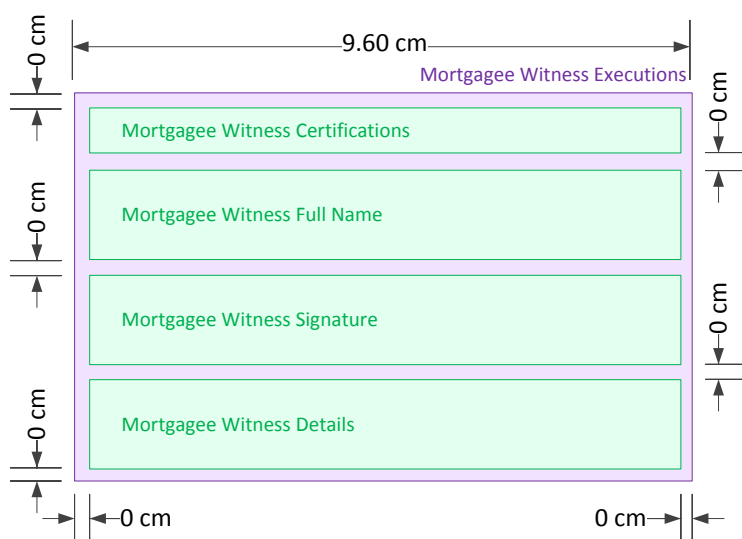 9.60 cm
Mortgagee Witness Executions
0 cm
Mortgagee Witness Certifications
0 cm
Mortgagee Witness Full Name
0 cm
Mortgagee Witness Signature
0 cm
Mortgagee Witness Details
0 cm
0 cm
0 cm